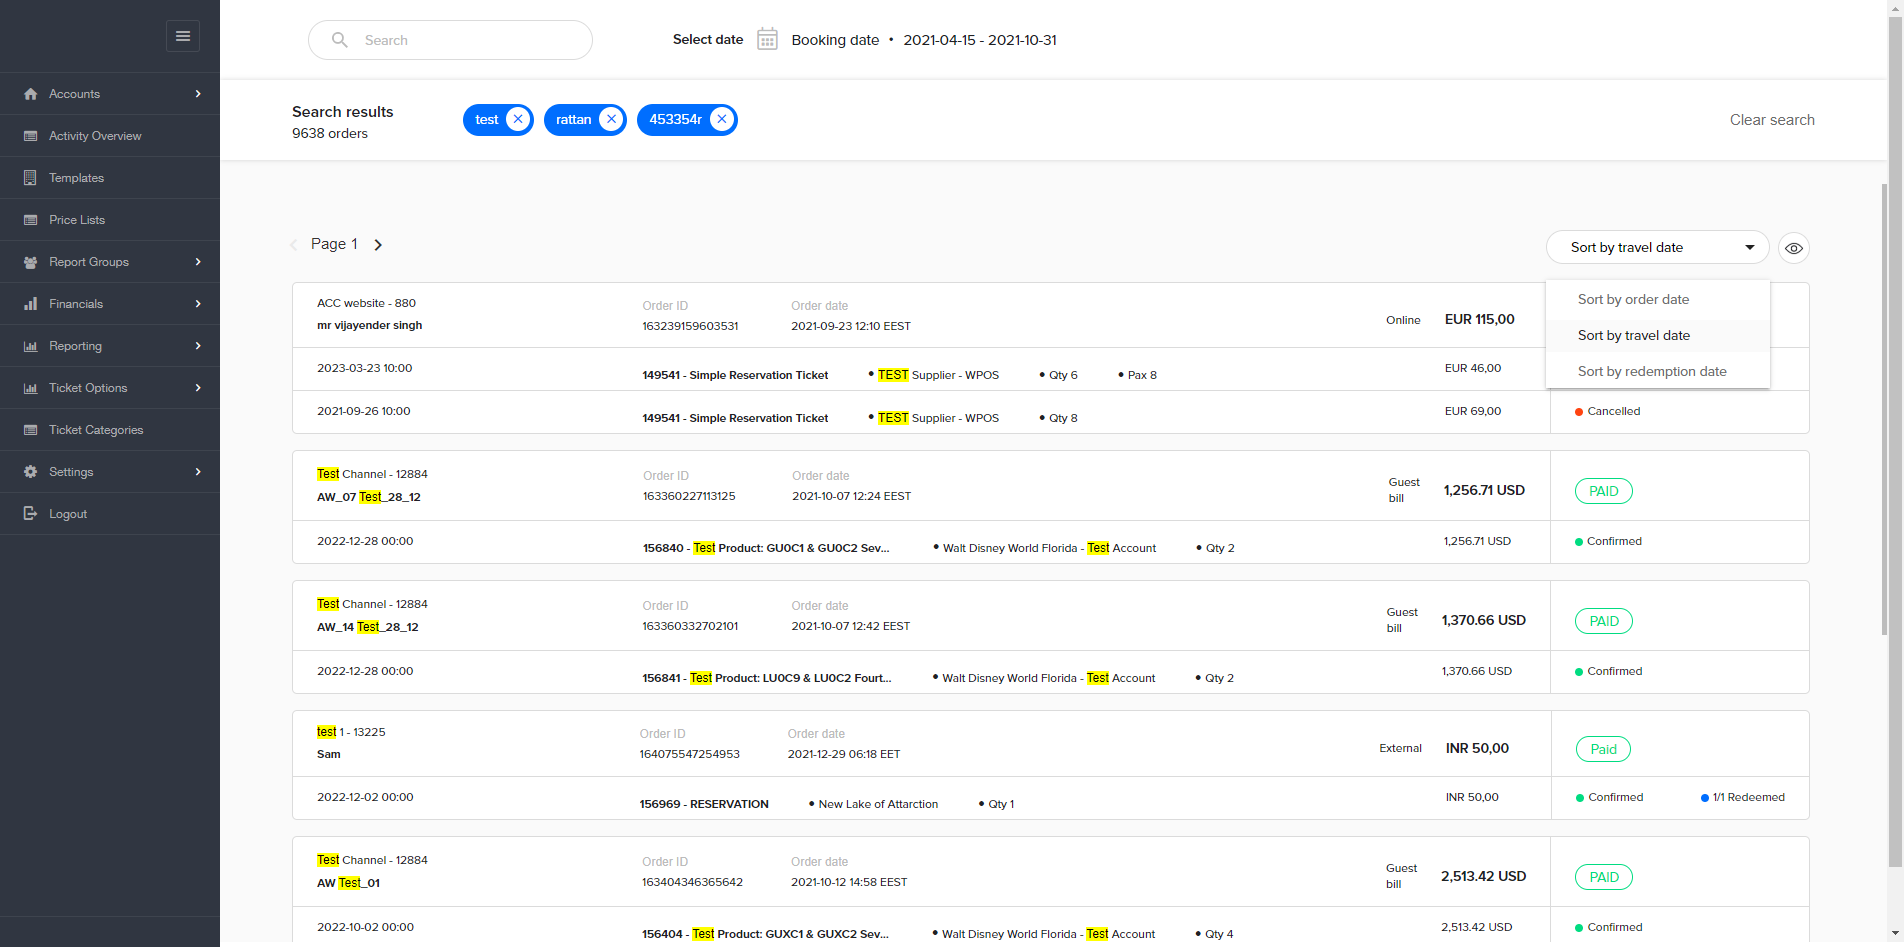 Search
Select date
Booking date • 2021-04-15 - 2021-10-31
Accounts
Activity Overview
Templates
Price Lists
Report Groups
Financials
Reporting
Ticket Options
Ticket Categories
Settings
Logout
Search results
9638 orders
test
rattan
453354r
Clear search
Page 1
Sort by travel date
Sort by order date
Sort by travel date
Sort by redemption date
ACC website - 880
mr vijayender singh
Order ID
163239159603531
Order date
2021-09-23 12:10 EEST
Online
EUR 115,00
2023-03-23 10:00
149541 - Simple Reservation Ticket • TEST Supplier - WPOS • Qty 6 • Pax 8
EUR 46,00
2021-09-26 10:00
149541 - Simple Reservation Ticket • TEST Supplier - WPOS • Qty 8
EUR 69,00
Cancelled
Test Channel - 12884
AW_07 Test_28_12
Order ID
163360227113125
Order date
2021-10-07 12:24 EEST
Guest
bill
1,256.71 USD
PAID
2022-12-28 00:00
156840 - Test Product: GU0C1 & GU0C2 Sev... • Walt Disney World Florida - Test Account • Qty 2
1,256.71 USD
Confirmed
Test Channel - 12884
AW_14 Test_28_12
Order ID
163360332702101
Order date
2021-10-07 12:42 EEST
Guest
bill
1,370.66 USD
PAID
2022-12-28 00:00
156841 - Test Product: LU0C9 & LU0C2 Fourt... • Walt Disney World Florida - Test Account • Qty 2
1,370.66 USD
Confirmed
test 1 - 13225
Sam
Order ID
164075547254953
Order date
2021-12-29 06:18 EET
External
INR 50,00
Paid
2022-12-02 00:00
156969 - RESERVATION • New Lake of Attarction • Qty 1
INR 50,00
Confirmed
1/1 Redeemed
Test Channel - 12884
AW Test_01
Order ID
163404346365642
Order date
2021-10-12 14:58 EEST
Guest
bill
2,513.42 USD
PAID
2022-10-02 00:00
156404 - Test Product: GUXC1 & GUXC2 Sev... • Walt Disney World Florida - Test Account • Qty 4
2,513.42 USD
Confirmed